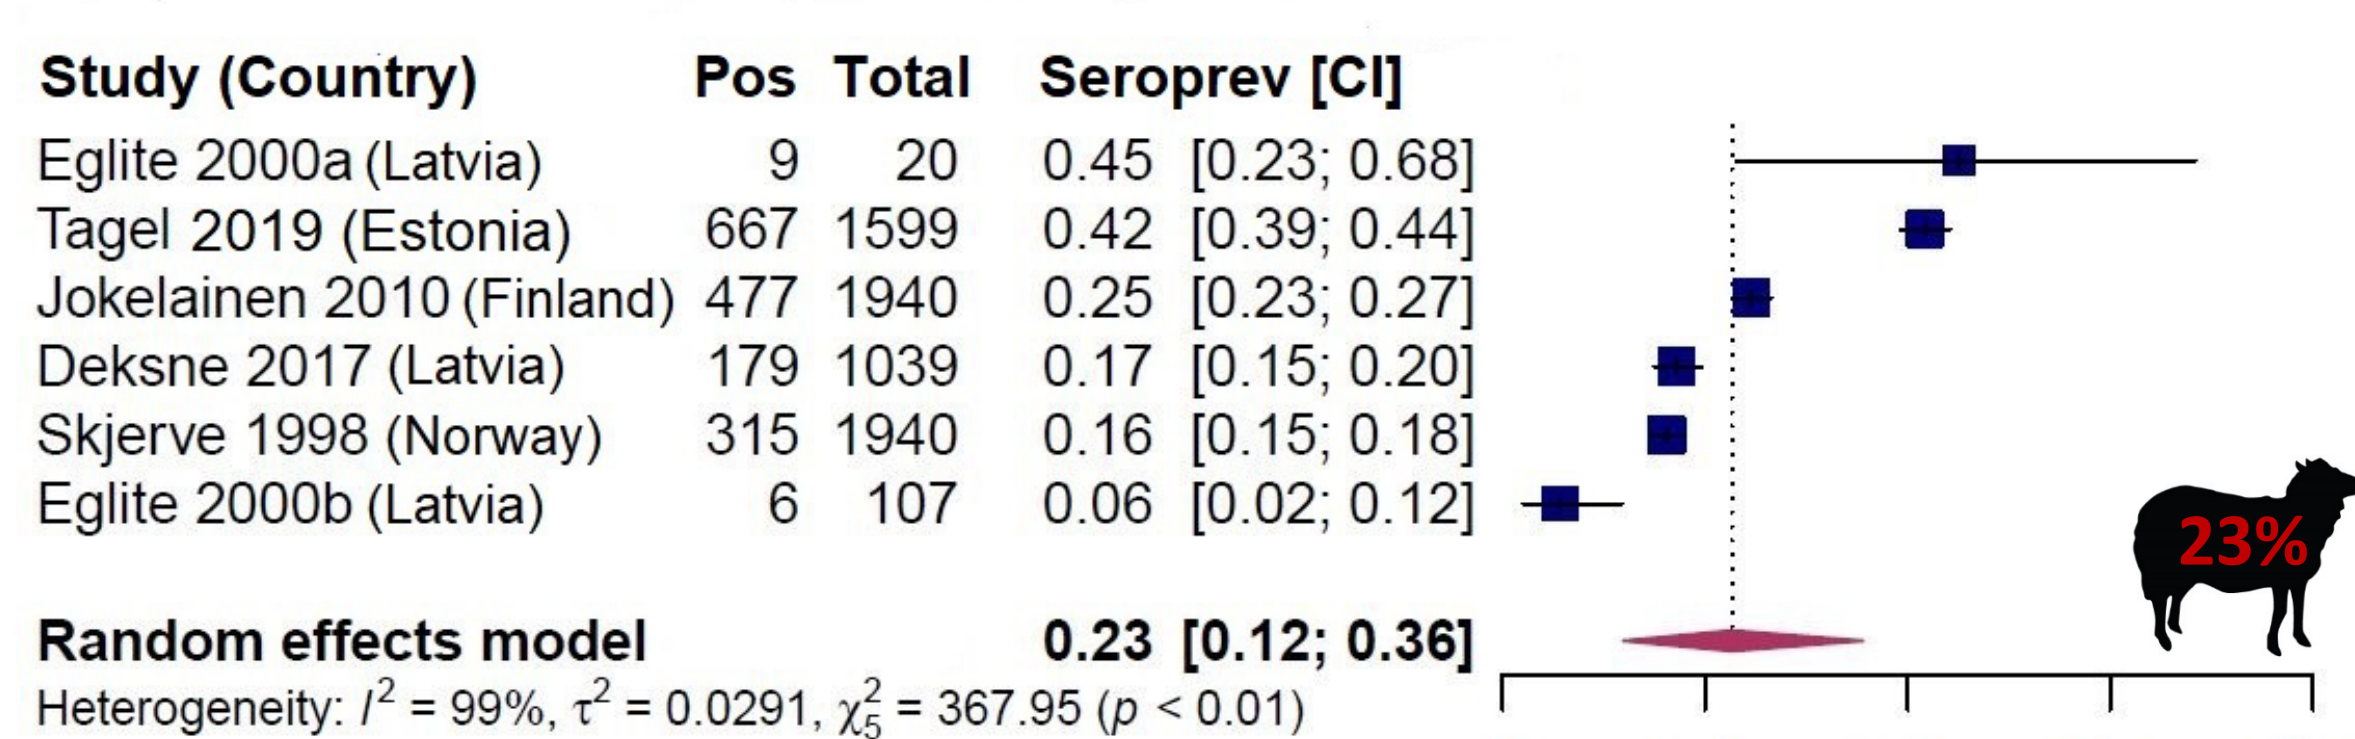 Study (Country) Pos Total Seroprev [CI]
Eglite 2000a (Latvia) 9 20 0.45 [0.23; 0.68]
Tagel 2019 (Estonia) 667 1599 0.42 [0.39; 0.44]
Jokelainen 2010 (Finland) 477 1940 0.25 [0.23; 0.27]
Deksne 2017 (Latvia) 179 1039 0.17 [0.15; 0.20]
Skjerve 1998 (Norway) 315 1940 0.16 [0.15; 0.18]
Eglite 2000b (Latvia) 6 107 0.06 [0.02; 0.12]
23%
Random effects model 0.23 [0.12; 0.36]
Heterogeneity: I² = 99%, τ² = 0.0291, χ²₅ = 367.95 (p < 0.01)